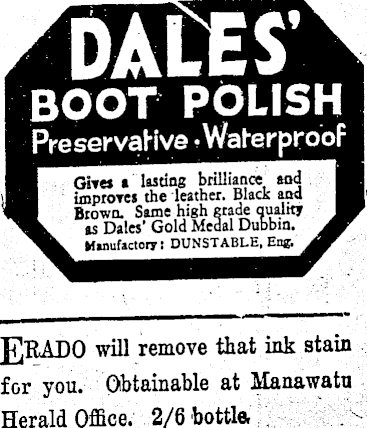 DALES'
BOOT POLISH
Preservative • Waterproof
Gives a lasting brilliance and
improves the leather. Black and
Brown. Same high grade quality
as Dales' Gold Medal Dubbin.
Manufactory: DUNSTABLE, Eng.
ERADO will remove that ink stain
for you. Obtainable at Manawatu
Herald Office. 2/6 bottle.